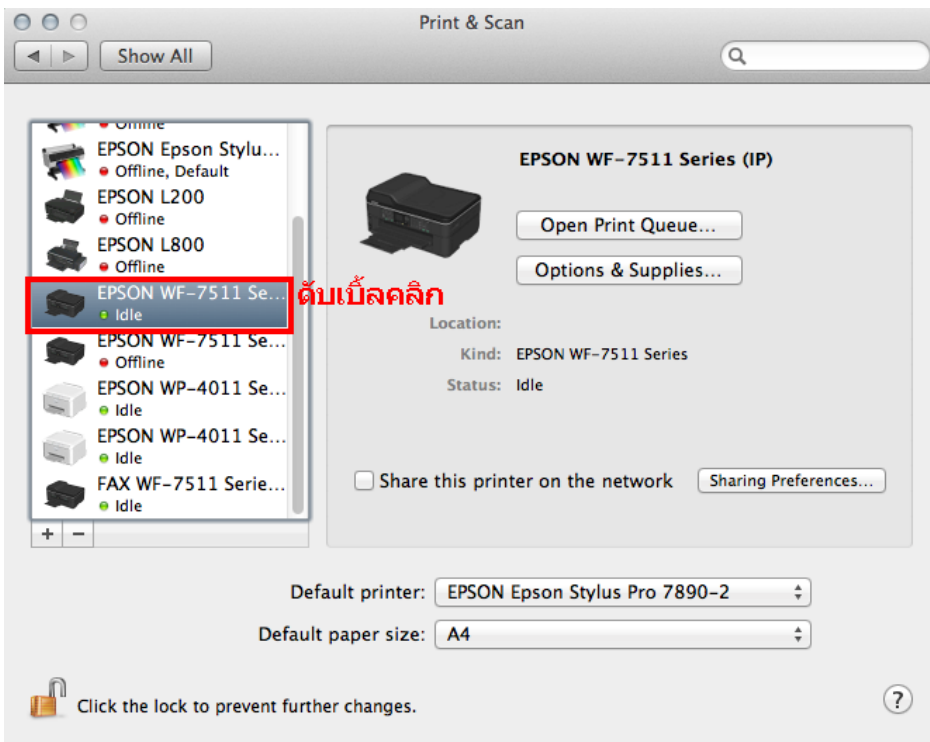 Print & Scan
Show All
Offline
EPSON Epson Stylu...
Offline, Default
EPSON L200
Offline
EPSON L800
Offline
EPSON WF-7511 Se...
Idle
ดับเบิ้ลคลิก
EPSON WF-7511 Se...
Offline
EPSON WP-4011 Se...
Idle
EPSON WP-4011 Se...
Idle
FAX WF-7511 Serie...
Idle
+ −
EPSON WF-7511 Series (IP)
Open Print Queue...
Options & Supplies...
Location:
Kind: EPSON WF-7511 Series
Status: Idle
Share this printer on the network
Sharing Preferences...
Default printer: EPSON Epson Stylus Pro 7890-2
Default paper size: A4
Click the lock to prevent further changes.
?